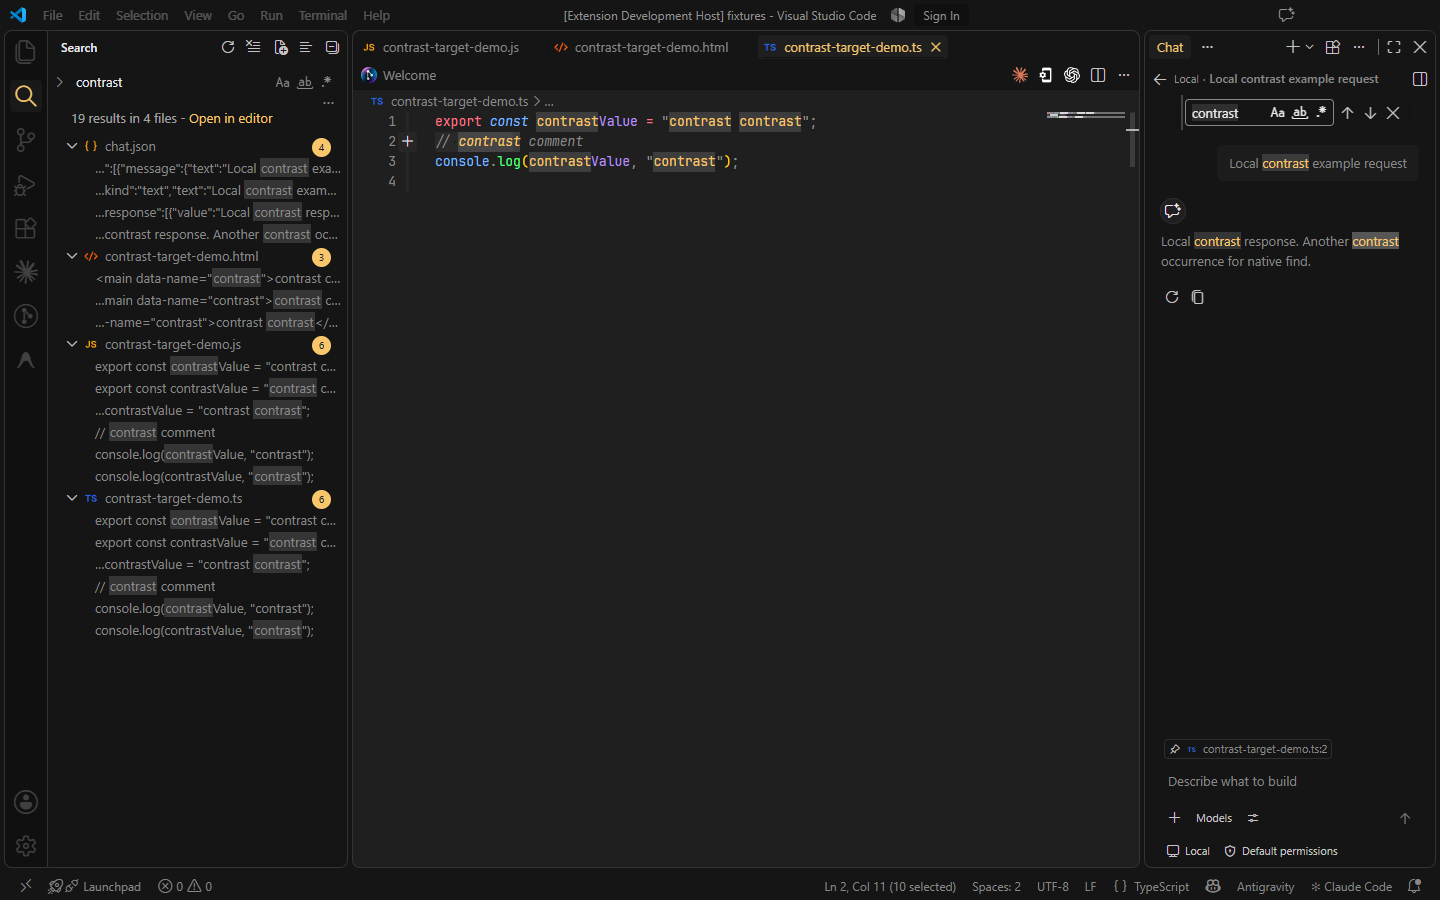 File Edit Selection View Go Run Terminal Help
[Extension Development Host] fixtures - Visual Studio Code
Sign In
Search
contrast
Aa ab .*
19 results in 4 files - Open in editor
{ } chat.json 4
...":[{"message":{"text":"Local contrast exa...
...kind":"text","text":"Local contrast exam...
...response":[{"value":"Local contrast resp...
...contrast response. Another contrast oc...
contrast-target-demo.html 3
<main data-name="contrast">contrast c...
...main data-name="contrast">contrast c...
...-name="contrast">contrast contrast</...
JS contrast-target-demo.js 6
export const contrastValue = "contrast c...
export const contrastValue = "contrast c...
...contrastValue = "contrast contrast";
// contrast comment
console.log(contrastValue, "contrast");
console.log(contrastValue, "contrast");
TS contrast-target-demo.ts 6
export const contrastValue = "contrast c...
export const contrastValue = "contrast c...
...contrastValue = "contrast contrast";
// contrast comment
console.log(contrastValue, "contrast");
console.log(contrastValue, "contrast");
JS contrast-target-demo.js
contrast-target-demo.html
TS contrast-target-demo.ts
Welcome
TS contrast-target-demo.ts > ...
1 export const contrastValue = "contrast contrast";
2 // contrast comment
3 console.log(contrastValue, "contrast");
4
Chat
Local · Local contrast example request
contrast Aa ab .*
Local contrast example request
Local contrast response. Another contrast
occurrence for native find.
TS contrast-target-demo.ts:2
Describe what to build
Models
Local Default permissions
Launchpad 0 0
Ln 2, Col 11 (10 selected) Spaces: 2 UTF-8 LF { } TypeScript Antigravity Claude Code